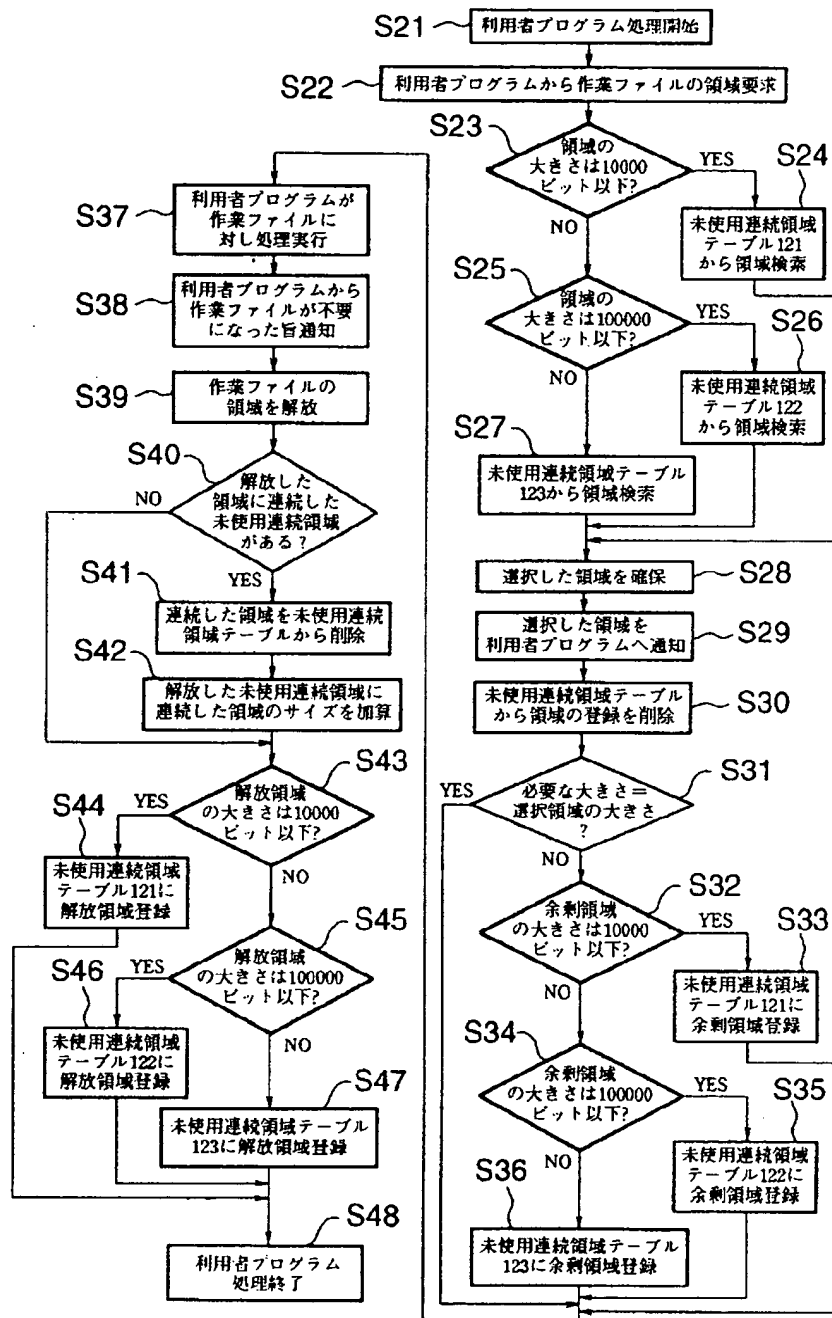 S21
利用者プログラム処理開始
S22
利用者プログラムから作業ファイルの領域要求
S23
領域の
大きさは10000
ビット以下?
YES
NO
S24
未使用連続領域
テーブル121
から領域検索
S25
領域の
大きさは100000
ビット以下?
YES
NO
S26
未使用連続領域
テーブル122
から領域検索
S27
未使用連続領域テーブル
123から領域検索
S28
選択した領域を確保
S29
選択した領域を
利用者プログラムへ通知
S30
未使用連続領域テーブル
から領域の登録を削除
S31
必要な大きさ=
選択領域の大きさ
?
YES
NO
S32
余剰領域
の大きさは10000
ビット以下?
YES
NO
S33
未使用連続領域
テーブル121に
余剰領域登録
S34
余剰領域
の大きさは100000
ビット以下?
YES
NO
S35
未使用連続領域
テーブル122に
余剰領域登録
S36
未使用連続領域テーブル
123に余剰領域登録
S37
利用者プログラムが
作業ファイルに
対し処理実行
S38
利用者プログラムから
作業ファイルが不要
になった旨通知
S39
作業ファイルの
領域を解放
S40
解放した
領域に連続した
未使用連続領域
がある?
NO
YES
S41
連続した領域を未使用連続
領域テーブルから削除
S42
解放した未使用連続領域に
連続した領域のサイズを加算
S43
解放領域
の大きさは10000
ビット以下?
YES
NO
S44
未使用連続領域
テーブル121に
解放領域登録
S45
解放領域
の大きさは100000
ビット以下?
YES
NO
S46
未使用連続領域
テーブル122に
解放領域登録
S47
未使用連続領域テーブル
123に解放領域登録
S48
利用者プログラム
処理終了